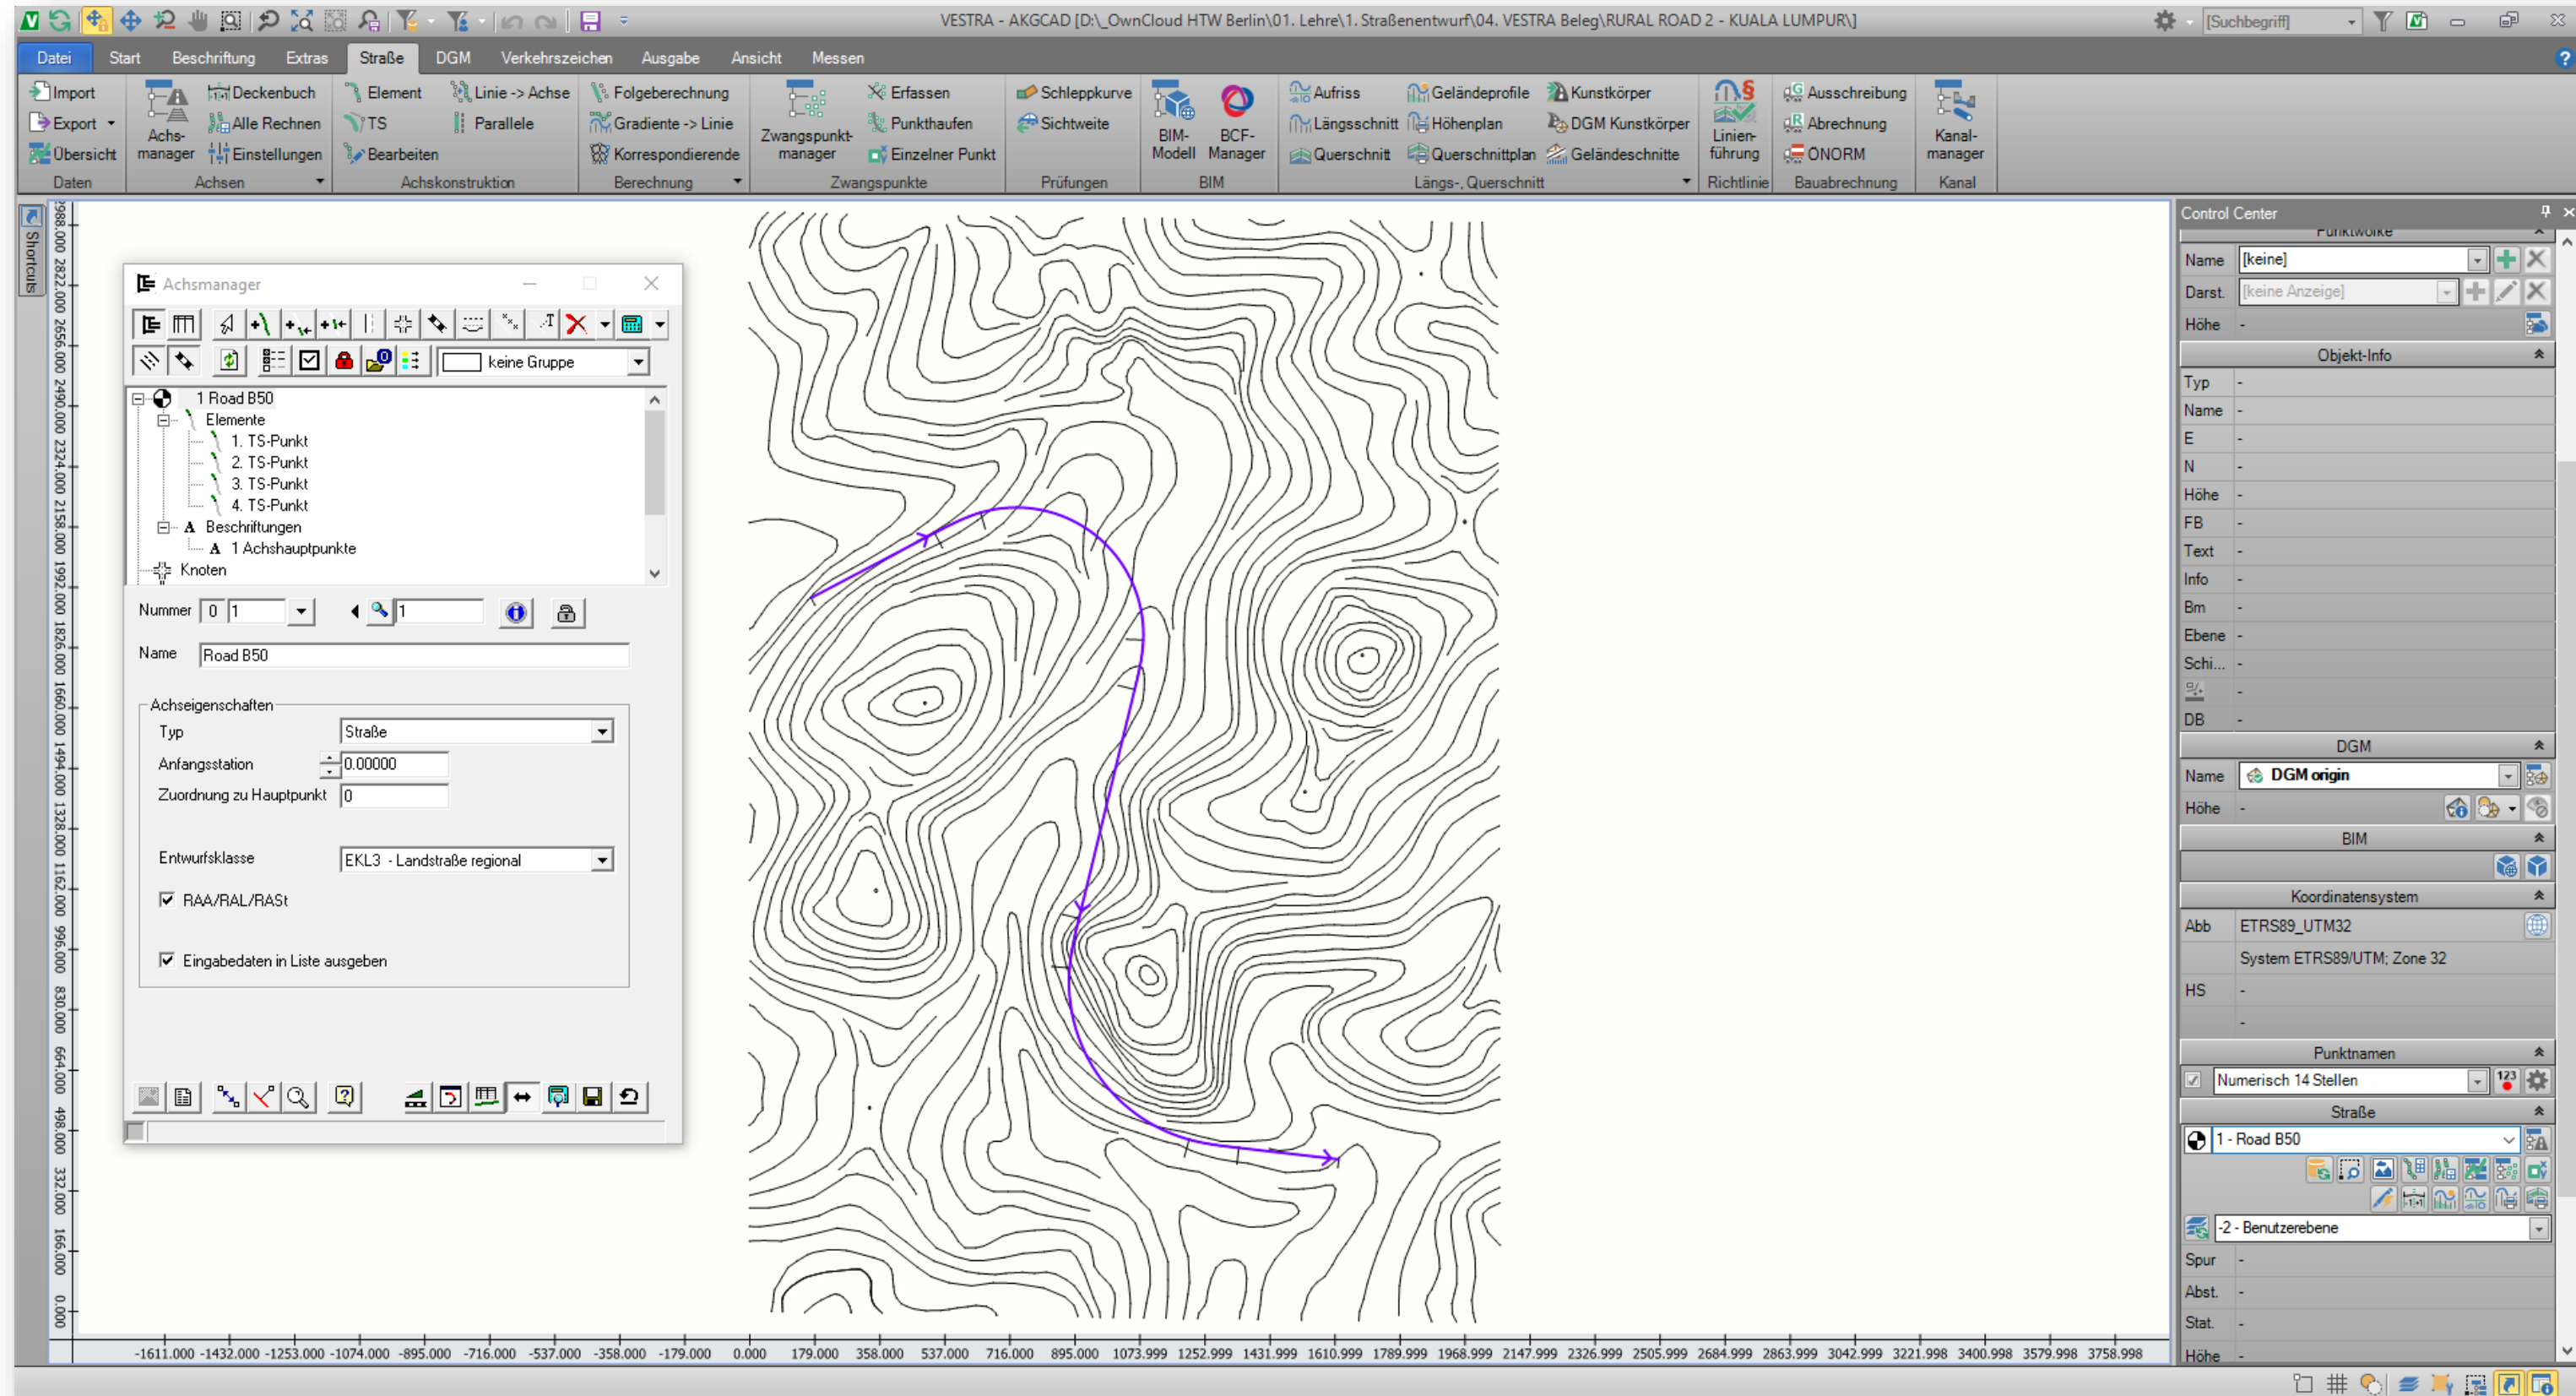 VESTRA - AKGCAD [D:\_OwnCloud HTW Berlin\01. Lehre\1. Straßenentwurf\04. VESTRA Beleg\RURAL ROAD 2 - KUALA LUMPUR\]
[Suchbegriff]
Datei Start Beschriftung Extras Straße DGM Verkehrszeichen Ausgabe Ansicht Messen
Import
Export
Übersicht
Daten
Achs-
manager
Deckenbuch
Alle Rechnen
Einstellungen
Achsen
Element
TS
Bearbeiten
Linie -> Achse
Parallele
Achskonstruktion
Folgeberechnung
Gradiente -> Linie
Korrespondierende
Berechnung
Zwangspunkt-
manager
Erfassen
Punkthaufen
Einzelner Punkt
Zwangspunkte
Schleppkurve
Sichtweite
Prüfungen
BIM-
Modell
BCF-
Manager
BIM
Aufriss
Längsschnitt
Querschnitt
Geländeprofile
Höhenplan
Querschnittplan
Kunstkörper
DGM Kunstkörper
Geländeschnitte
Längs-, Querschnitt
Linien-
führung
Richtlinie
Ausschreibung
Abrechnung
ÖNORM
Bauabrechnung
Kanal-
manager
Kanal
Shortcuts
2988.000
2822.000
2656.000
2490.000
2324.000
2158.000
1992.000
1826.000
1660.000
1494.000
1328.000
1162.000
996.000
830.000
664.000
498.000
332.000
166.000
0.000
Achsmanager
keine Gruppe
1 Road B50
Elemente
1. TS-Punkt
2. TS-Punkt
3. TS-Punkt
4. TS-Punkt
A Beschriftungen
A 1 Achshauptpunkte
Knoten
Nummer 0 1 1
Name Road B50
Achseigenschaften
Typ Straße
Anfangsstation 0.00000
Zuordnung zu Hauptpunkt 0
Entwurfsklasse EKL3 - Landstraße regional
RAA/RAL/RASt
Eingabedaten in Liste ausgeben
-1611.000 -1432.000 -1253.000 -1074.000 -895.000 -716.000 -537.000 -358.000 -179.000 0.000 179.000 358.000 537.000 716.000 895.000 1073.999 1252.999 1431.999 1610.999 1789.999 1968.999 2147.999 2326.999 2505.999 2684.999 2863.999 3042.999 3221.998 3400.998 3579.998 3758.998
Control Center
Name [keine]
Darst. [keine Anzeige]
Höhe -
Objekt-Info
Typ -
Name -
E -
N -
Höhe -
FB -
Text -
Info -
Bm -
Ebene -
Schi... -
-
DB -
DGM
Name DGM origin
Höhe -
BIM
Koordinatensystem
Abb ETRS89_UTM32
System ETRS89/UTM; Zone 32
HS -
-
Punktnamen
Numerisch 14 Stellen 123
Straße
1 - Road B50
-2 - Benutzerebene
Spur -
Abst. -
Stat. -
Höhe -